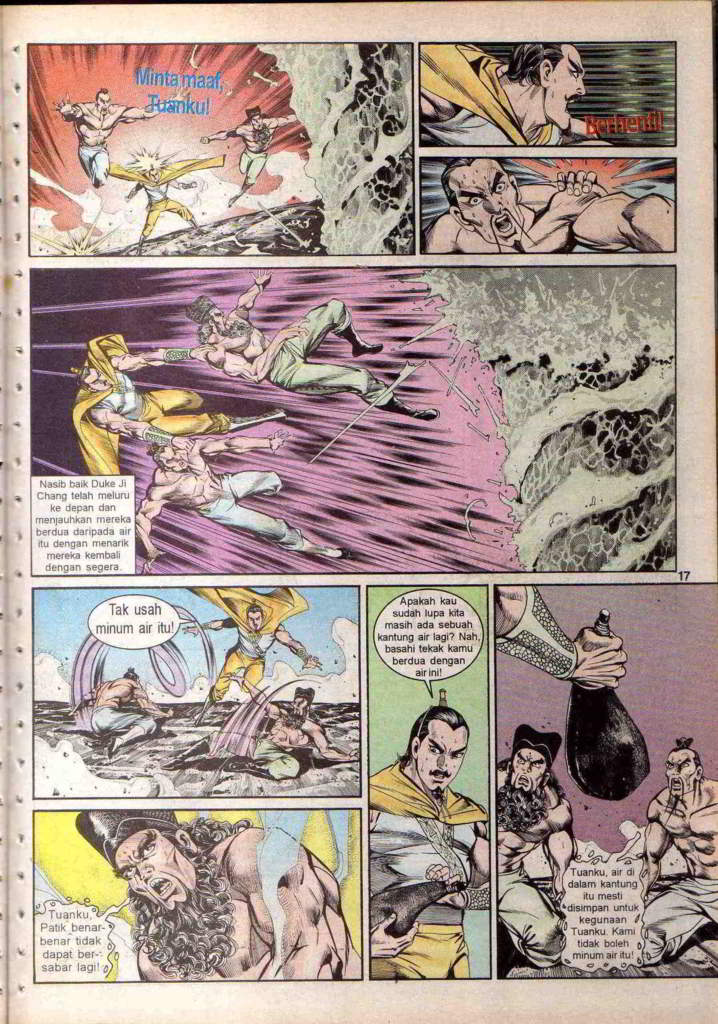 Minta maaf,
Tuanku!
Berhenti!
Nasib baik Duke Ji
Chang telah meluru
ke depan dan
menjauhkan mereka
berdua daripada air
itu dengan menarik
mereka kembali
dengan segera.
17
Tak usah
minum air itu!
Apakah kau
sudah lupa kita
masih ada sebuah
kantung air lagi? Nah,
basahi tekak kamu
berdua dengan
air ini!
Tuanku,
Patik benar-
benar tidak
dapat ber-
sabar lagi!
Tuanku, air di
dalam kantung
itu mesti
disimpan untuk
kegunaan
Tuanku. Kami
tidak boleh
minum air itu!